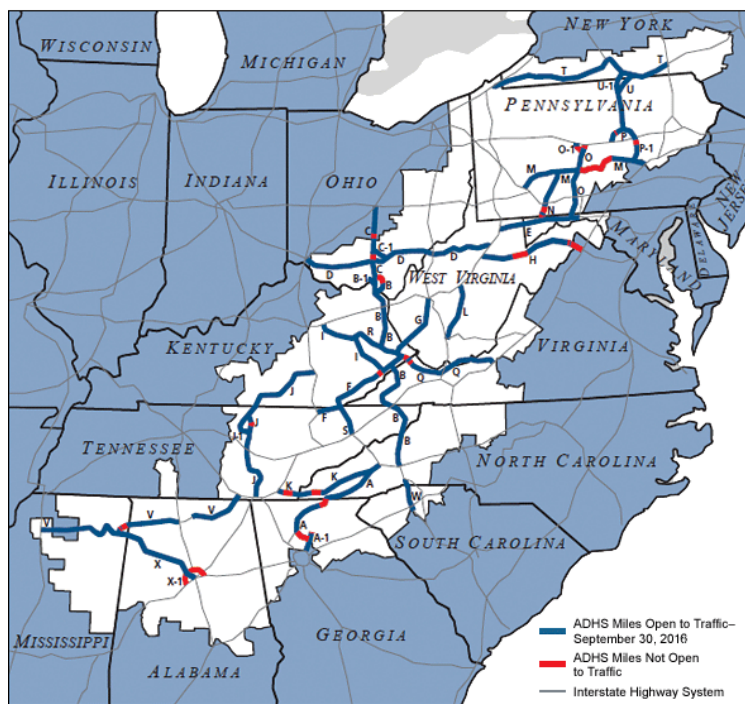 NEW YORK
WISCONSIN
MICHIGAN
T
T
U-1
U
PENNSYLVANIA
P
O-1
P-1
O
M
M
M
ILLINOIS
INDIANA
OHIO
NEW JERSEY
N
O
E
MARYLAND
DELAWARE
C
C-1
D
D
H
C
D
B-1
B
WEST VIRGINIA
B
G
L
R
I
B
KENTUCKY
VIRGINIA
I
Q
Q
B
F
J
F
B
S
J
J-1
B
TENNESSEE
NORTH CAROLINA
K
J
K
A
W
V
V
V
A
A-1
SOUTH CAROLINA
X
X-1
MISSISSIPPI
GEORGIA
ALABAMA
ADHS Miles Open to Traffic–
September 30, 2016
ADHS Miles Not Open
to Traffic
Interstate Highway System